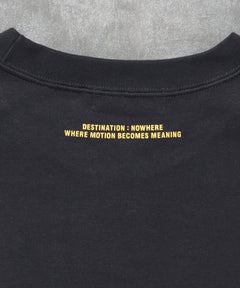 DESTINATION : NOWHERE
WHERE MOTION BECOMES MEANING